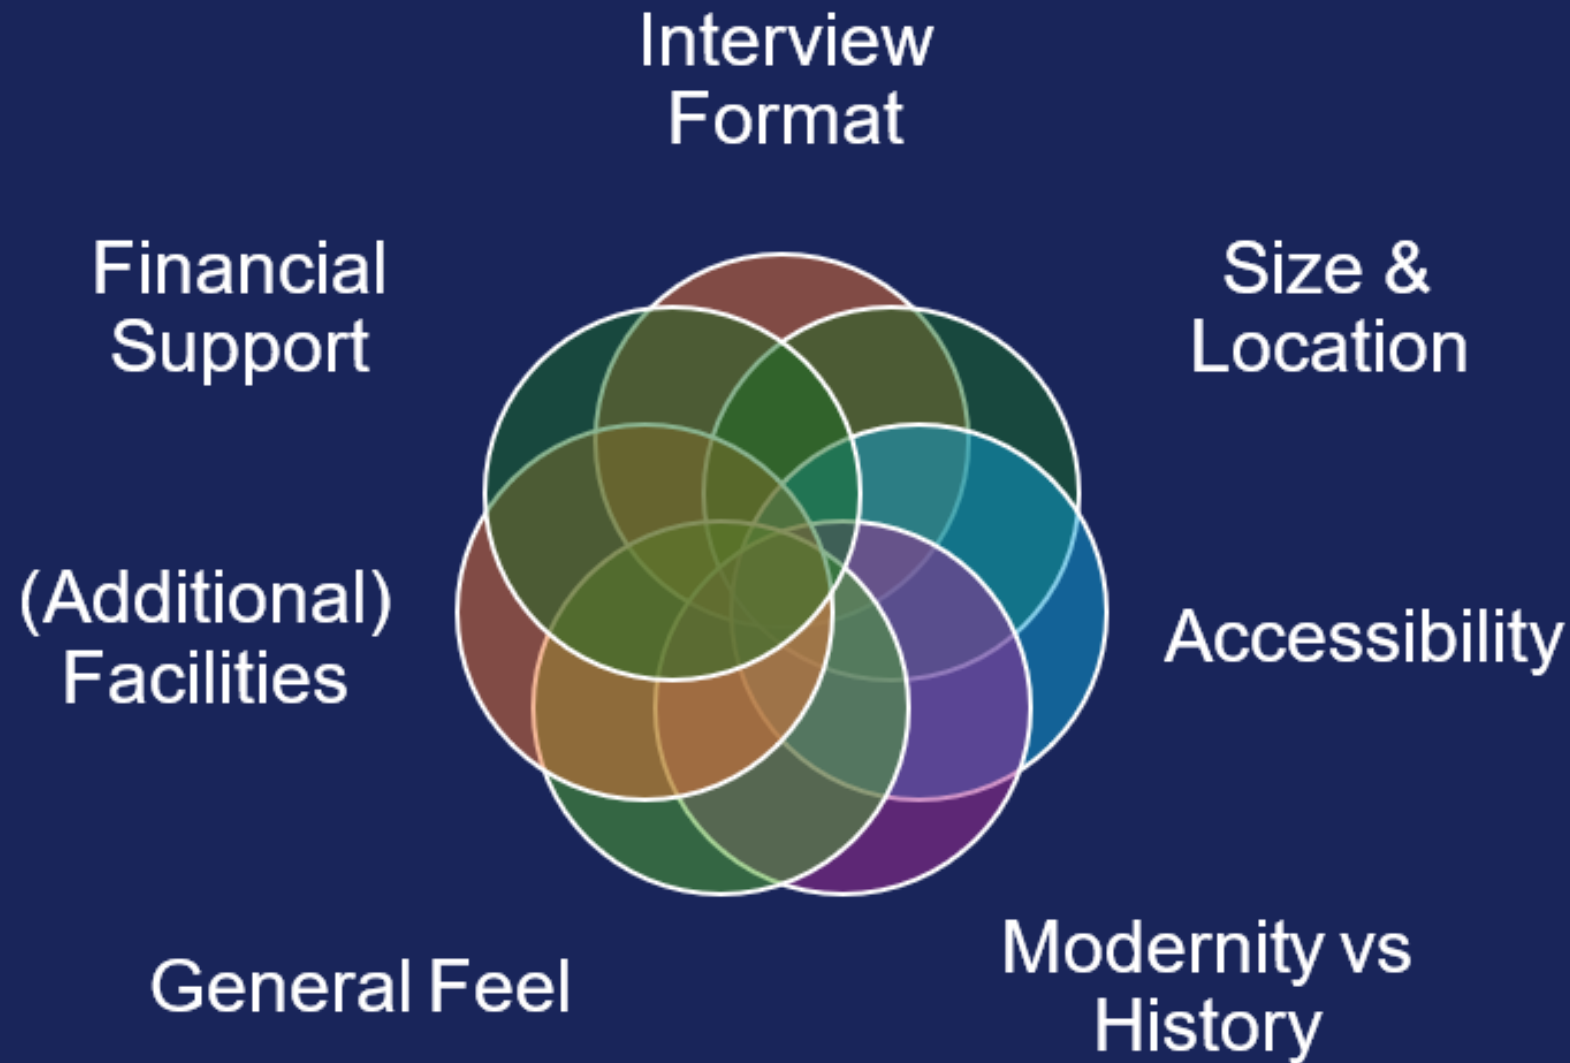 Interview
Format
Financial
Support
Size &
Location
(Additional)
Facilities
Accessibility
General Feel
Modernity vs
History